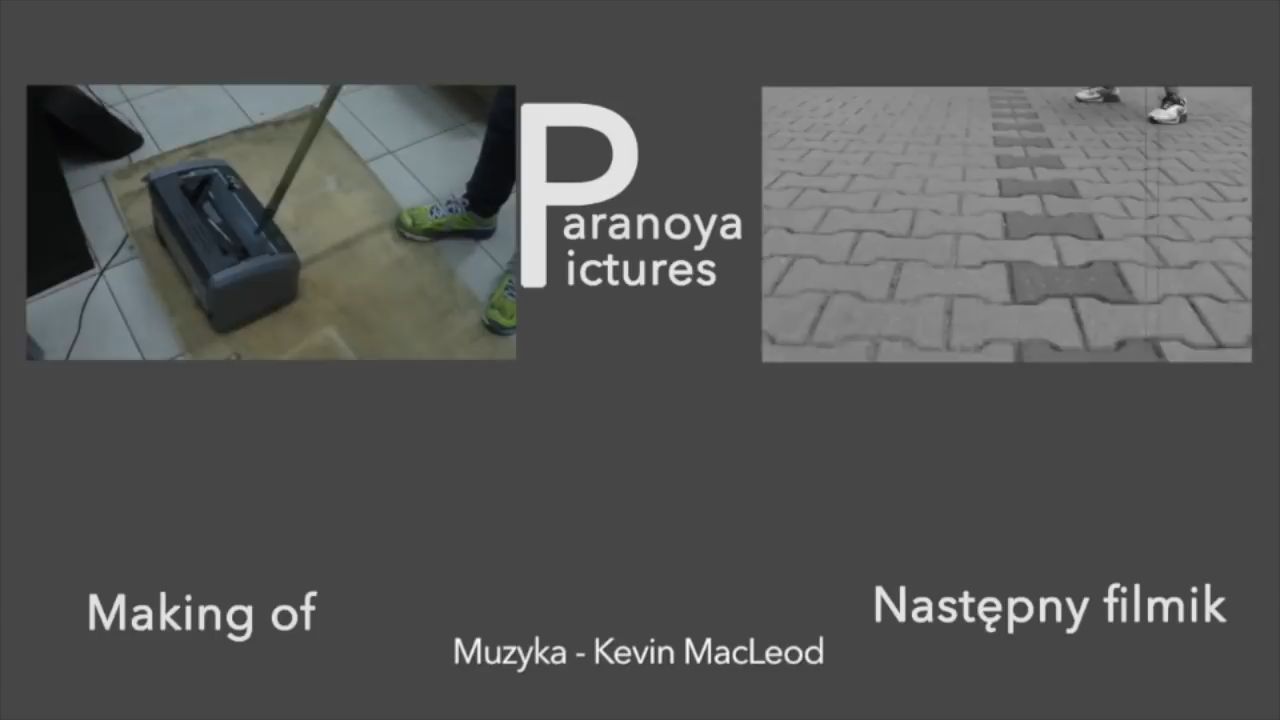 Paranoya
Pictures
Making of
Następny filmik
Muzyka - Kevin MacLeod